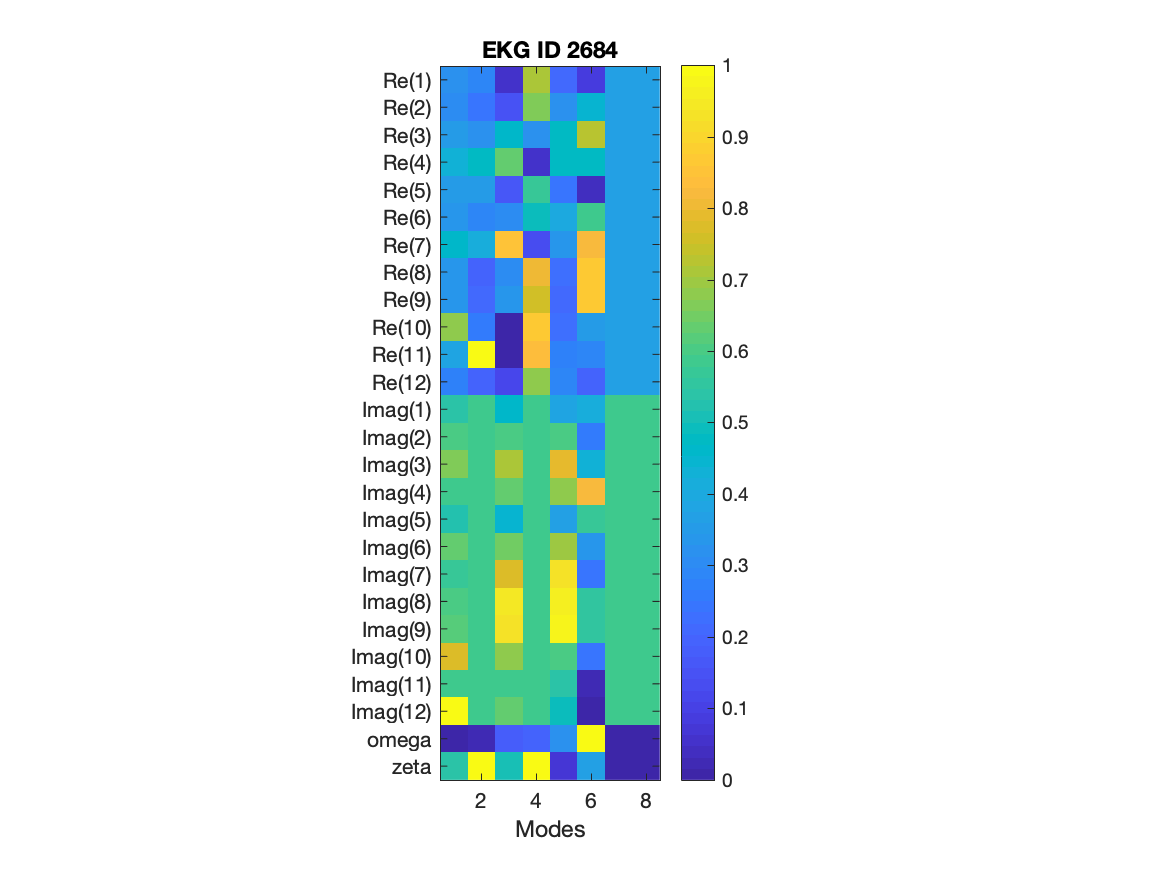 EKG ID 2684
Re(1)
Re(2)
Re(3)
Re(4)
Re(5)
Re(6)
Re(7)
Re(8)
Re(9)
Re(10)
Re(11)
Re(12)
Imag(1)
Imag(2)
Imag(3)
Imag(4)
Imag(5)
Imag(6)
Imag(7)
Imag(8)
Imag(9)
Imag(10)
Imag(11)
Imag(12)
omega
zeta
2 4 6 8
Modes
1
0.9
0.8
0.7
0.6
0.5
0.4
0.3
0.2
0.1
0